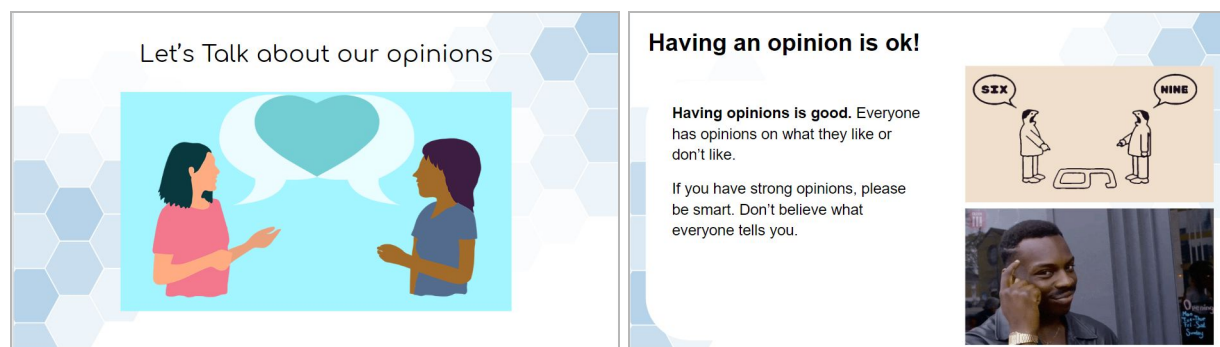 Let's Talk about our opinions
Having an opinion is ok!
Having opinions is good. Everyone
has opinions on what they like or
don't like.
If you have strong opinions, please
be smart. Don't believe what
everyone tells you.
SIX
NINE